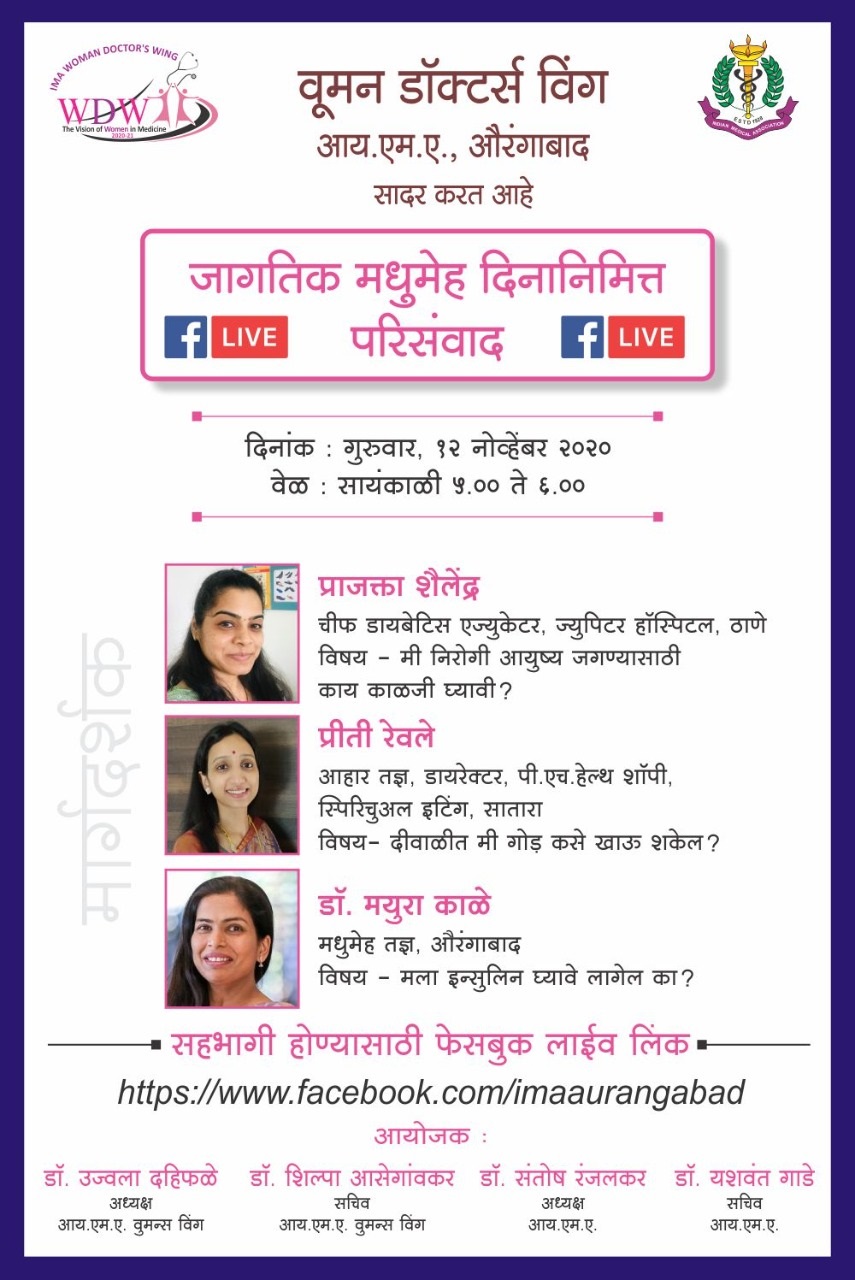 IMA WOMAN DOCTOR'S WING
WDW
The Vision of Women in Medicine
2020-21
वूमन डॉक्टर्स विंग
आय.एम.ए., औरंगाबाद
सादर करत आहे
ESTD 1928
INDIAN MEDICAL ASSOCIATION
जागतिक मधुमेह दिनानिमित्त
f LIVE परिसंवाद f LIVE
दिनांक : गुरुवार, १२ नोव्हेंबर २०२०
वेळ : सायंकाळी ५.०० ते ६.००
मार्गदर्शक
प्राजक्ता शैलेंद्र
चीफ डायबेटिस एज्युकेटर, ज्युपिटर हॉस्पिटल, ठाणे
विषय – मी निरोगी आयुष्य जगण्यासाठी
काय काळजी घ्यावी?
प्रीती रेवले
आहार तज्ञ, डायरेक्टर, पी.एच.हेल्थ शॉपी,
स्पिरिचुअल इटिंग, सातारा
विषय– दीवाळीत मी गोड़ कसे खाऊ शकेल?
डॉ. मयुरा काळे
मधुमेह तज्ञ, औरंगाबाद
विषय – मला इन्सुलिन घ्यावे लागेल का?
सहभागी होण्यासाठी फेसबुक लाईव लिंक
https://www.facebook.com/imaaurangabad
आयोजक :
डॉ. उज्वला दहिफळे डॉ. शिल्पा आसेगांवकर डॉ. संतोष रंजलकर डॉ. यशवंत गाडे
अध्यक्ष सचिव अध्यक्ष सचिव
आय.एम.ए. वुमन्स विंग आय.एम.ए. वुमन्स विंग आय.एम.ए. आय.एम.ए.